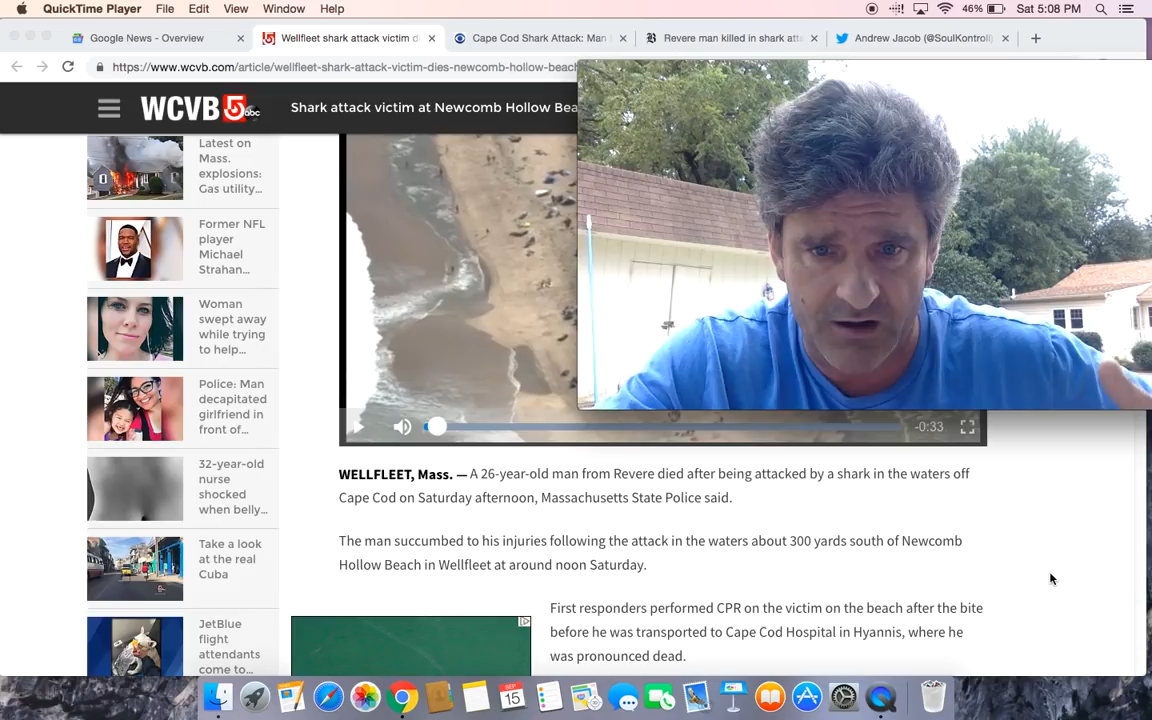 QuickTime Player File Edit View Window Help 46% Sat 5:08 PM
Google News - Overview × Wellfleet shark attack victim d × Cape Cod Shark Attack: Man × Revere man killed in shark atta × Andrew Jacob (@SoulKontroll) × +
https://www.wcvb.com/article/wellfleet-shark-attack-victim-dies-newcomb-hollow-beach
WCVB 5 abc Shark attack victim at Newcomb Hollow Bea
Latest on
Mass.
explosions:
Gas utility...
Former NFL
player
Michael
Strahan...
Woman
swept away
while trying
to help...
Police: Man
decapitated
girlfriend in
front of...
32-year-old
nurse
shocked
when belly...
Take a look
at the real
Cuba
JetBlue
flight
attendants
come to...
-0:33
WELLFLEET, Mass. — A 26-year-old man from Revere died after being attacked by a shark in the waters off
Cape Cod on Saturday afternoon, Massachusetts State Police said.
The man succumbed to his injuries following the attack in the waters about 300 yards south of Newcomb
Hollow Beach in Wellfleet at around noon Saturday.
First responders performed CPR on the victim on the beach after the bite
before he was transported to Cape Cod Hospital in Hyannis, where he
was pronounced dead.
SEP
15